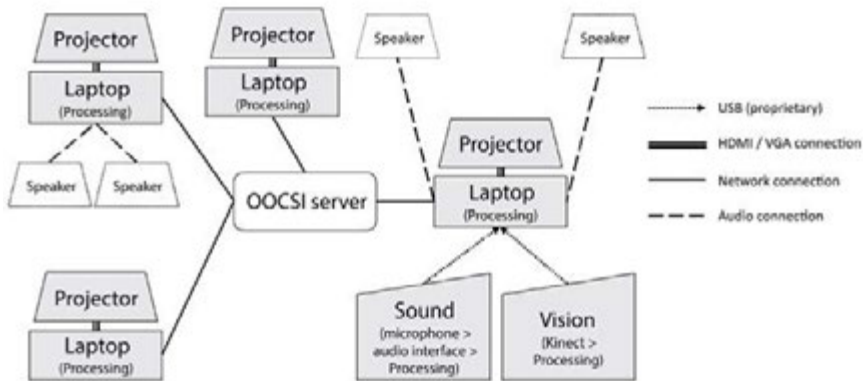 Projector
Laptop
(Processing)
Speaker
Speaker
Projector
Laptop
(Processing)
Speaker
Speaker
Projector
Laptop
(Processing)
OOCSI server
Projector
Laptop
(Processing)
Sound
(microphone >
audio interface >
Processing)
Vision
(Kinect >
Processing)
USB (proprietary)
HDMI / VGA connection
Network connection
Audio connection